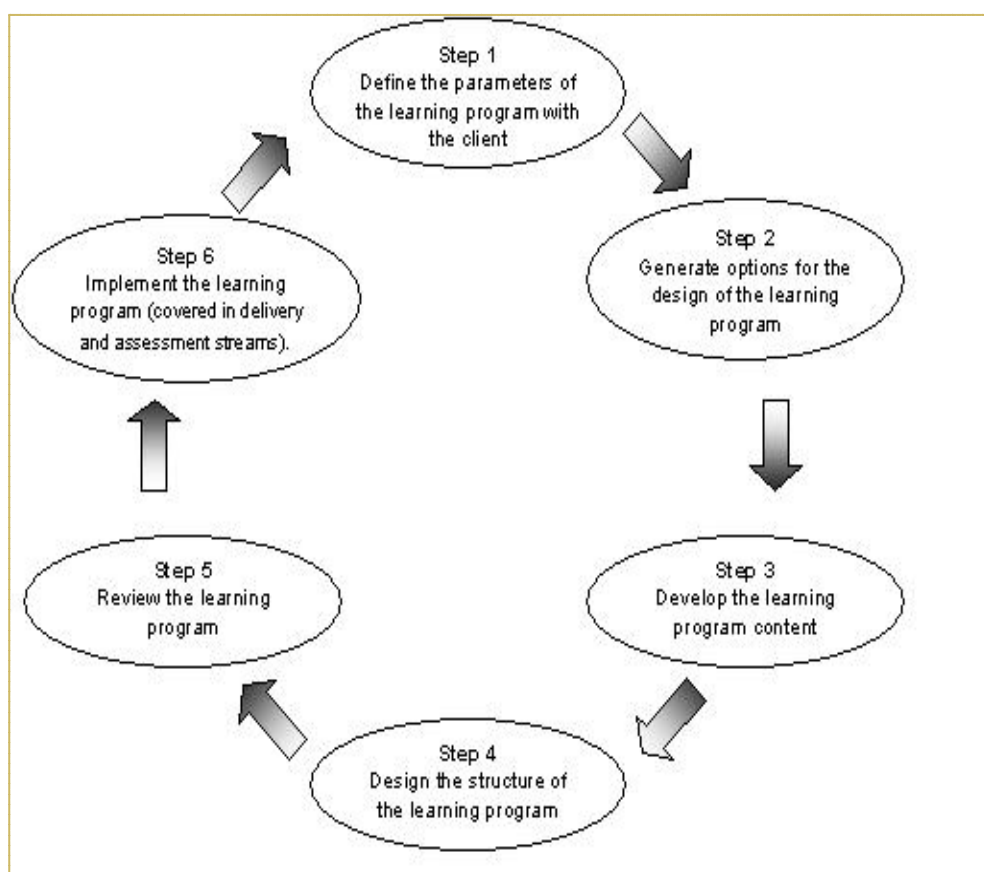 Step 1
Define the parameters of
the learning program with
the client
Step 2
Generate options for the
design of the learning
program
Step 3
Develop the learning
program content
Step 4
Design the structure of
the learning program
Step 5
Review the learning
program
Step 6
Implement the learning
program (covered in delivery
and assessment streams).